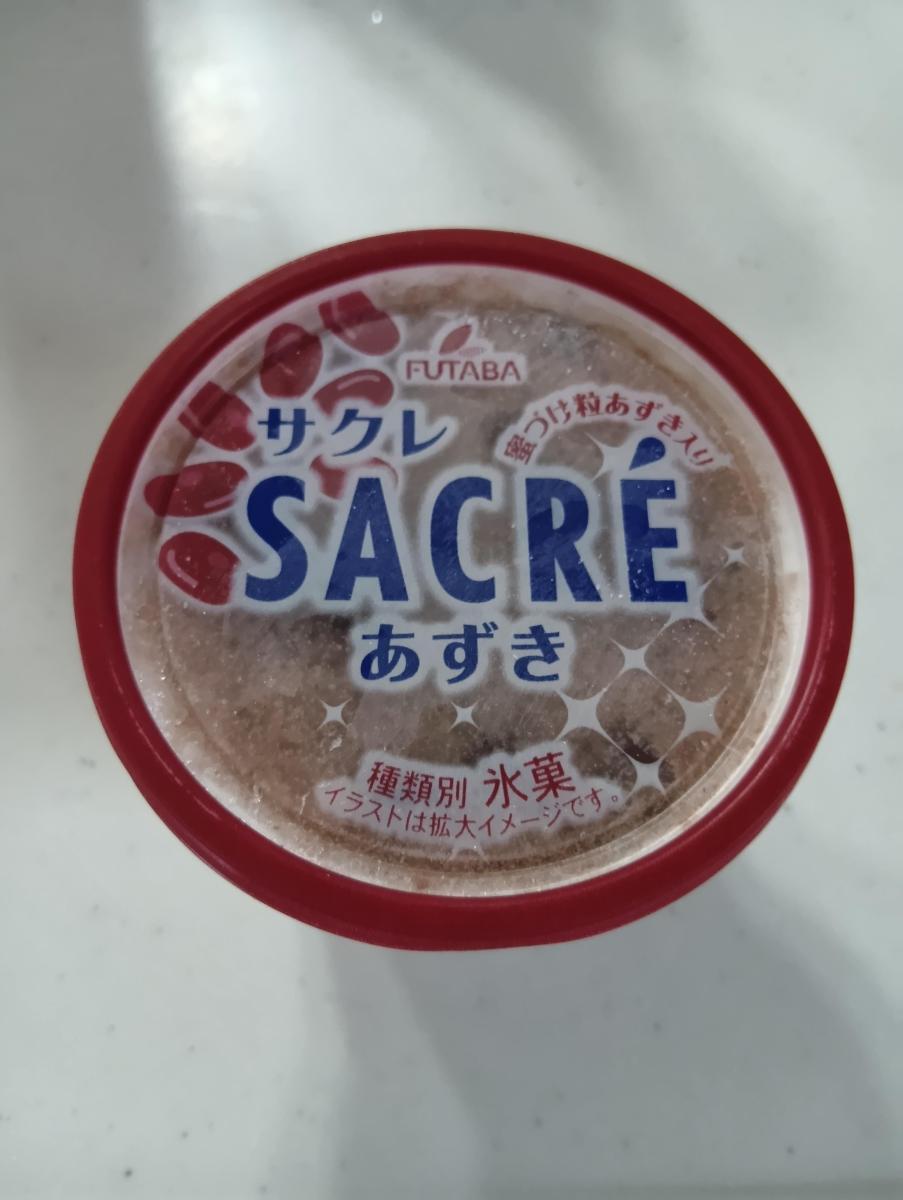 FUTABA
サクレ
蜜づけ粒あずき入り
SACRÉ
あずき
種類別 氷菓
イラストは拡大イメージです。